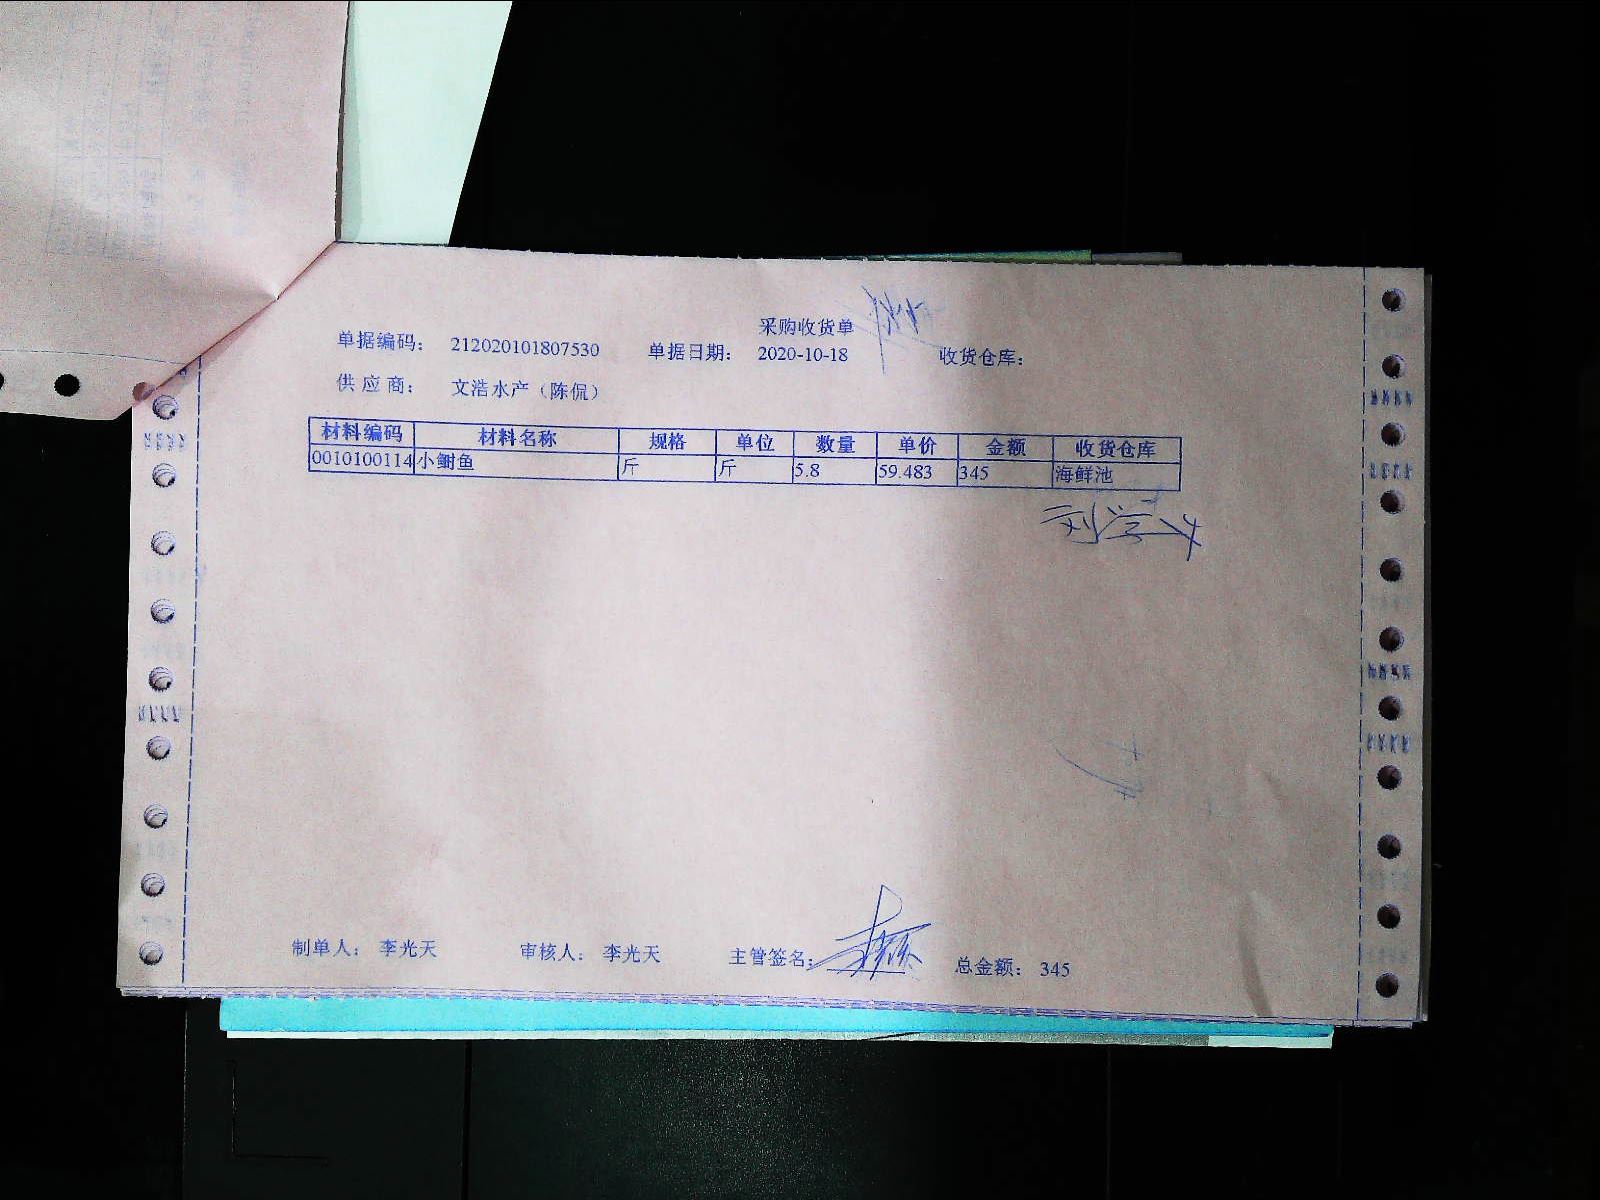 采购收货单
单据编码： 212020101807530 单据日期： 2020-10-18 收货仓库：
供应商： 文浩水产（陈侃）
材料编码 材料名称 规格 单位 数量 单价 金额 收货仓库
0010100114 小鲥鱼 斤 斤 5.8 59.483 345 海鲜池
制单人： 李光天 审核人： 李光天 主管签名： 总金额： 345